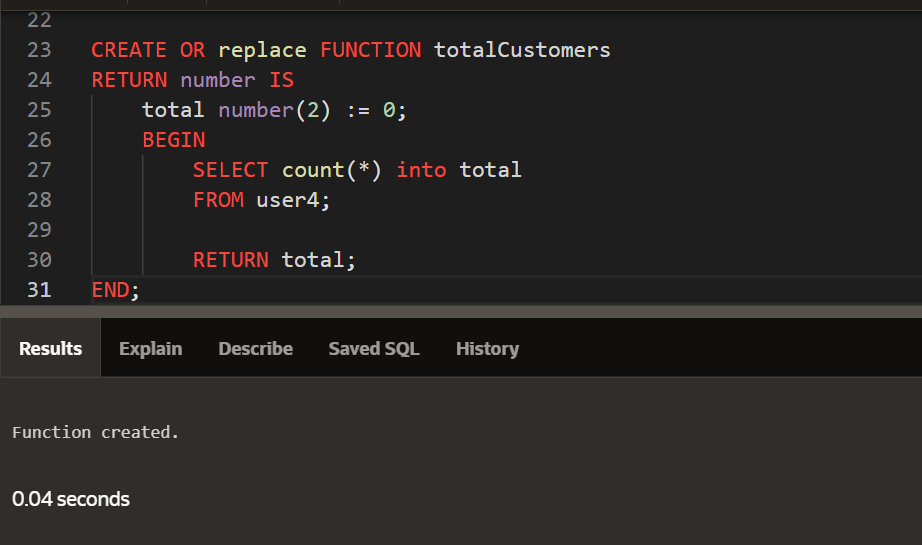 22
23 CREATE OR replace FUNCTION totalCustomers
24 RETURN number IS
25     total number(2) := 0;
26     BEGIN
27         SELECT count(*) into total
28         FROM user4;
29
30         RETURN total;
31 END;
Results Explain Describe Saved SQL History
Function created.
0.04 seconds